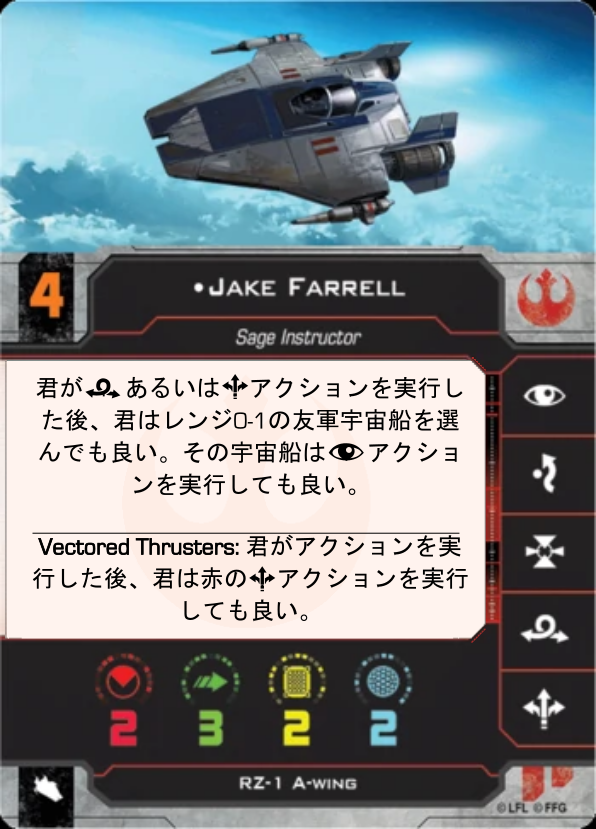 4
•JAKE FARRELL
Sage Instructor
君が あるいは アクションを実行し
た後、君はレンジ0-1の友軍宇宙船を選
んでも良い。その宇宙船は アクショ
ンを実行しても良い。
Vectored Thrusters: 君がアクションを実
行した後、君は赤の アクションを実行
しても良い。
2 3 2 2
RZ-1 A-WING
©LFL ©FFG